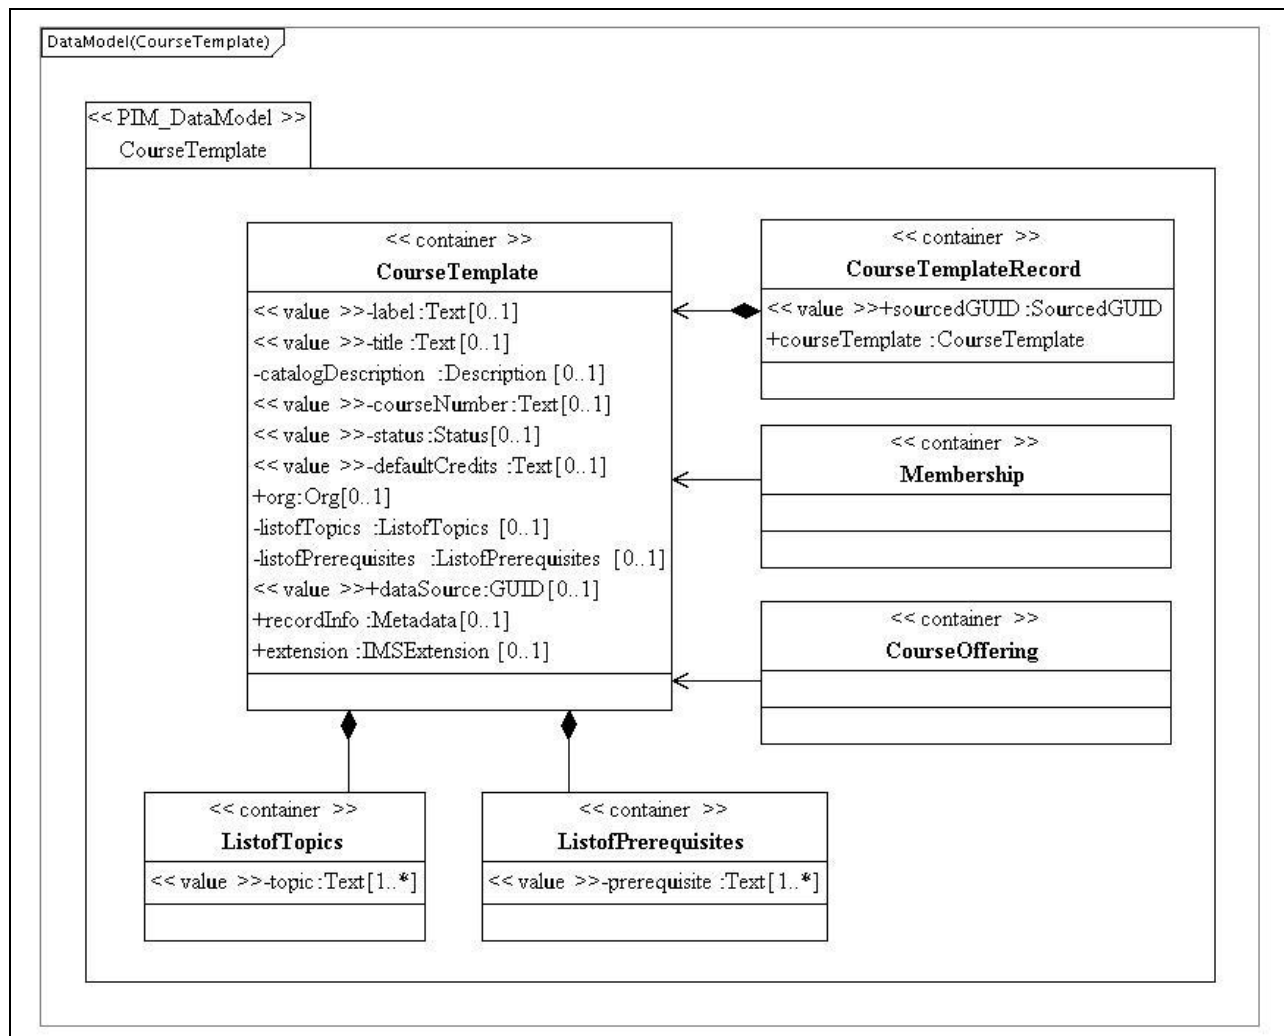 DataModel(CourseTemplate)
<< PIM_DataModel >>
CourseTemplate
<< container >>
CourseTemplate
<< value >>-label:Text[0..1]
<< value >>-title:Text[0..1]
-catalogDescription :Description [0..1]
<< value >>-courseNumber:Text[0..1]
<< value >>-status:Status[0..1]
<< value >>-defaultCredits :Text[0..1]
+org:Org[0..1]
-listofTopics :ListofTopics [0..1]
-listofPrerequisites :ListofPrerequisites [0..1]
<< value >>+dataSource:GUID[0..1]
+recordInfo :Metadata[0..1]
+extension :IMSExtension [0..1]
<< container >>
CourseTemplateRecord
<< value >>+sourcedGUID :SourcedGUID
+courseTemplate :CourseTemplate
<< container >>
Membership
<< container >>
CourseOffering
<< container >>
ListofTopics
<< value >>-topic:Text[1..*]
<< container >>
ListofPrerequisites
<< value >>-prerequisite :Text[1..*]